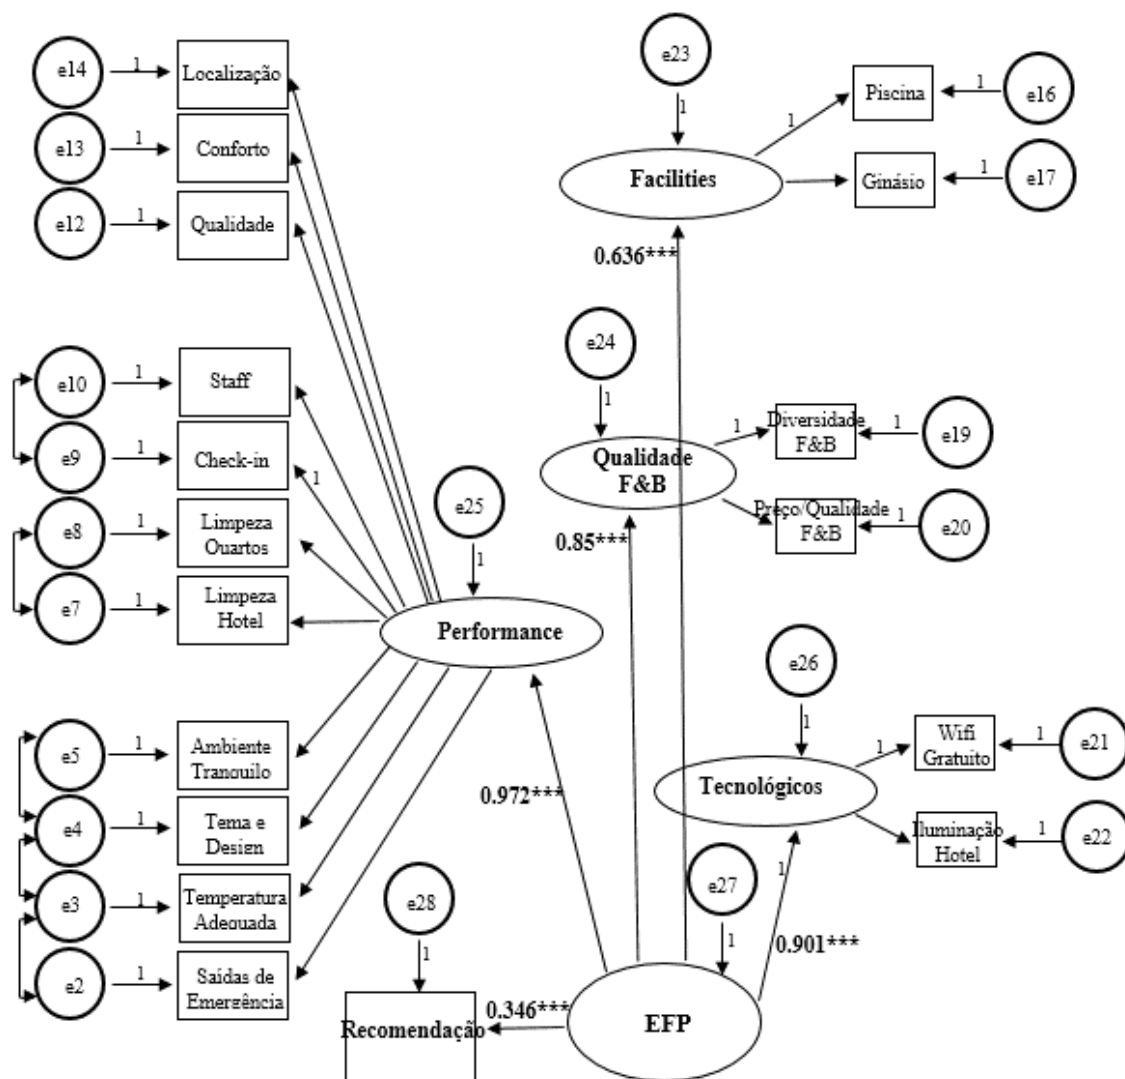 e14
1
Localização
e13
1
Conforto
e12
1
Qualidade
e10
1
Staff
e9
1
Check-in
1
e8
1
Limpeza
Quartos
e7
1
Limpeza
Hotel
e5
1
Ambiente
Tranquilo
e4
1
Tema e
Design
e3
1
Temperatura
Adequada
e2
1
Saídas de
Emergência
e25
1
Performance
0.972***
e28
1
Recomendação
0.346***
EFP
e27
1
e23
1
Facilities
0.636***
1
Piscina
1
e16
Ginásio
1
e17
e24
1
Qualidade
F&B
0.85***
1
Diversidade
F&B
1
e19
Preço/Qualidade
F&B
1
e20
e26
1
Tecnológicos
1
0.901***
1
Wifi
Gratuito
1
e21
Iluminação
Hotel
1
e22